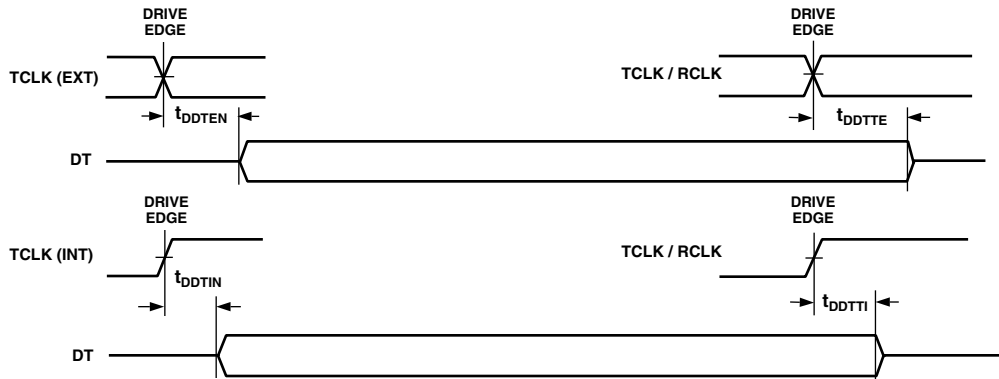 DRIVE
EDGE
DRIVE
EDGE
TCLK (EXT)
TCLK / RCLK
tDDTEN
tDDTTE
DT
DRIVE
EDGE
DRIVE
EDGE
TCLK (INT)
TCLK / RCLK
tDDTIN
tDDTTI
DT